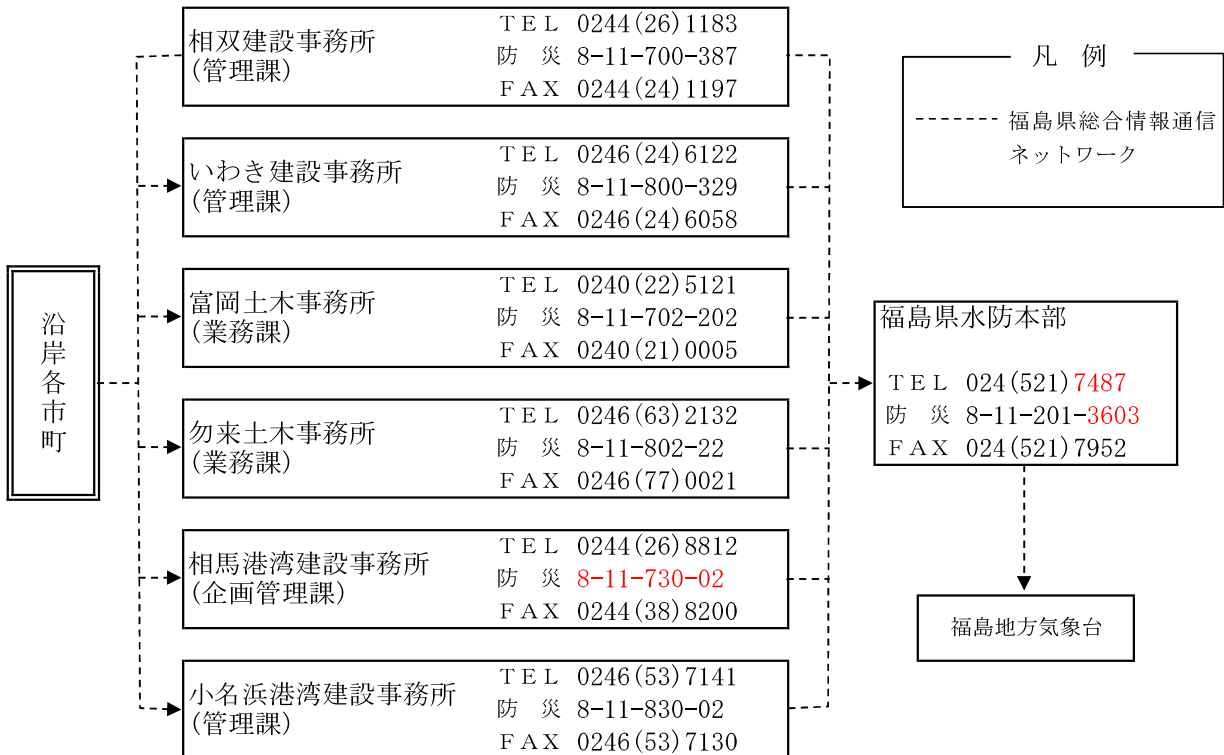 沿岸各市町
相双建設事務所
(管理課)
TEL 0244(26)1183
防 災 8-11-700-387
FAX 0244(24)1197
いわき建設事務所
(管理課)
TEL 0246(24)6122
防 災 8-11-800-329
FAX 0246(24)6058
富岡土木事務所
(業務課)
TEL 0240(22)5121
防 災 8-11-702-202
FAX 0240(21)0005
勿来土木事務所
(業務課)
TEL 0246(63)2132
防 災 8-11-802-22
FAX 0246(77)0021
相馬港湾建設事務所
(企画管理課)
TEL 0244(26)8812
防 災 8-11-730-02
FAX 0244(38)8200
小名浜港湾建設事務所
(管理課)
TEL 0246(53)7141
防 災 8-11-830-02
FAX 0246(53)7130
凡 例
福島県総合情報通信
ネットワーク
福島県水防本部
TEL 024(521)7487
防 災 8-11-201-3603
FAX 024(521)7952
福島地方気象台